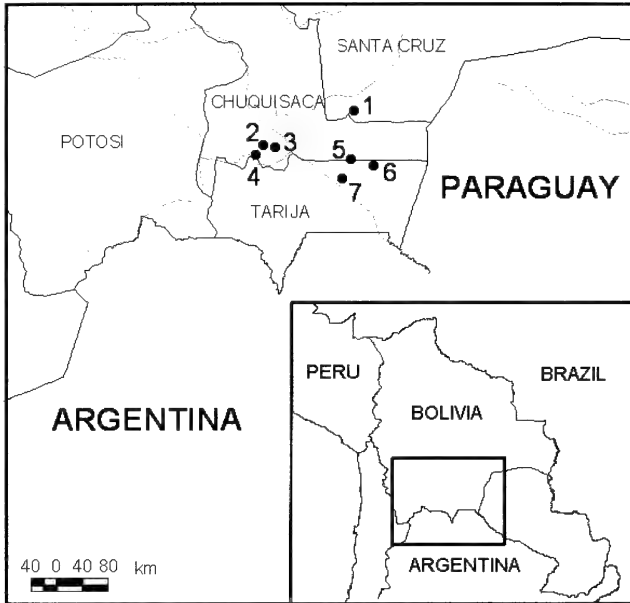 SANTA CRUZ
CHUQUISACA
1
POTOSI
2
3
5
4
6
7
PARAGUAY
TARIJA
PERU
BRAZIL
BOLIVIA
ARGENTINA
ARGENTINA
40 0 40 80 km